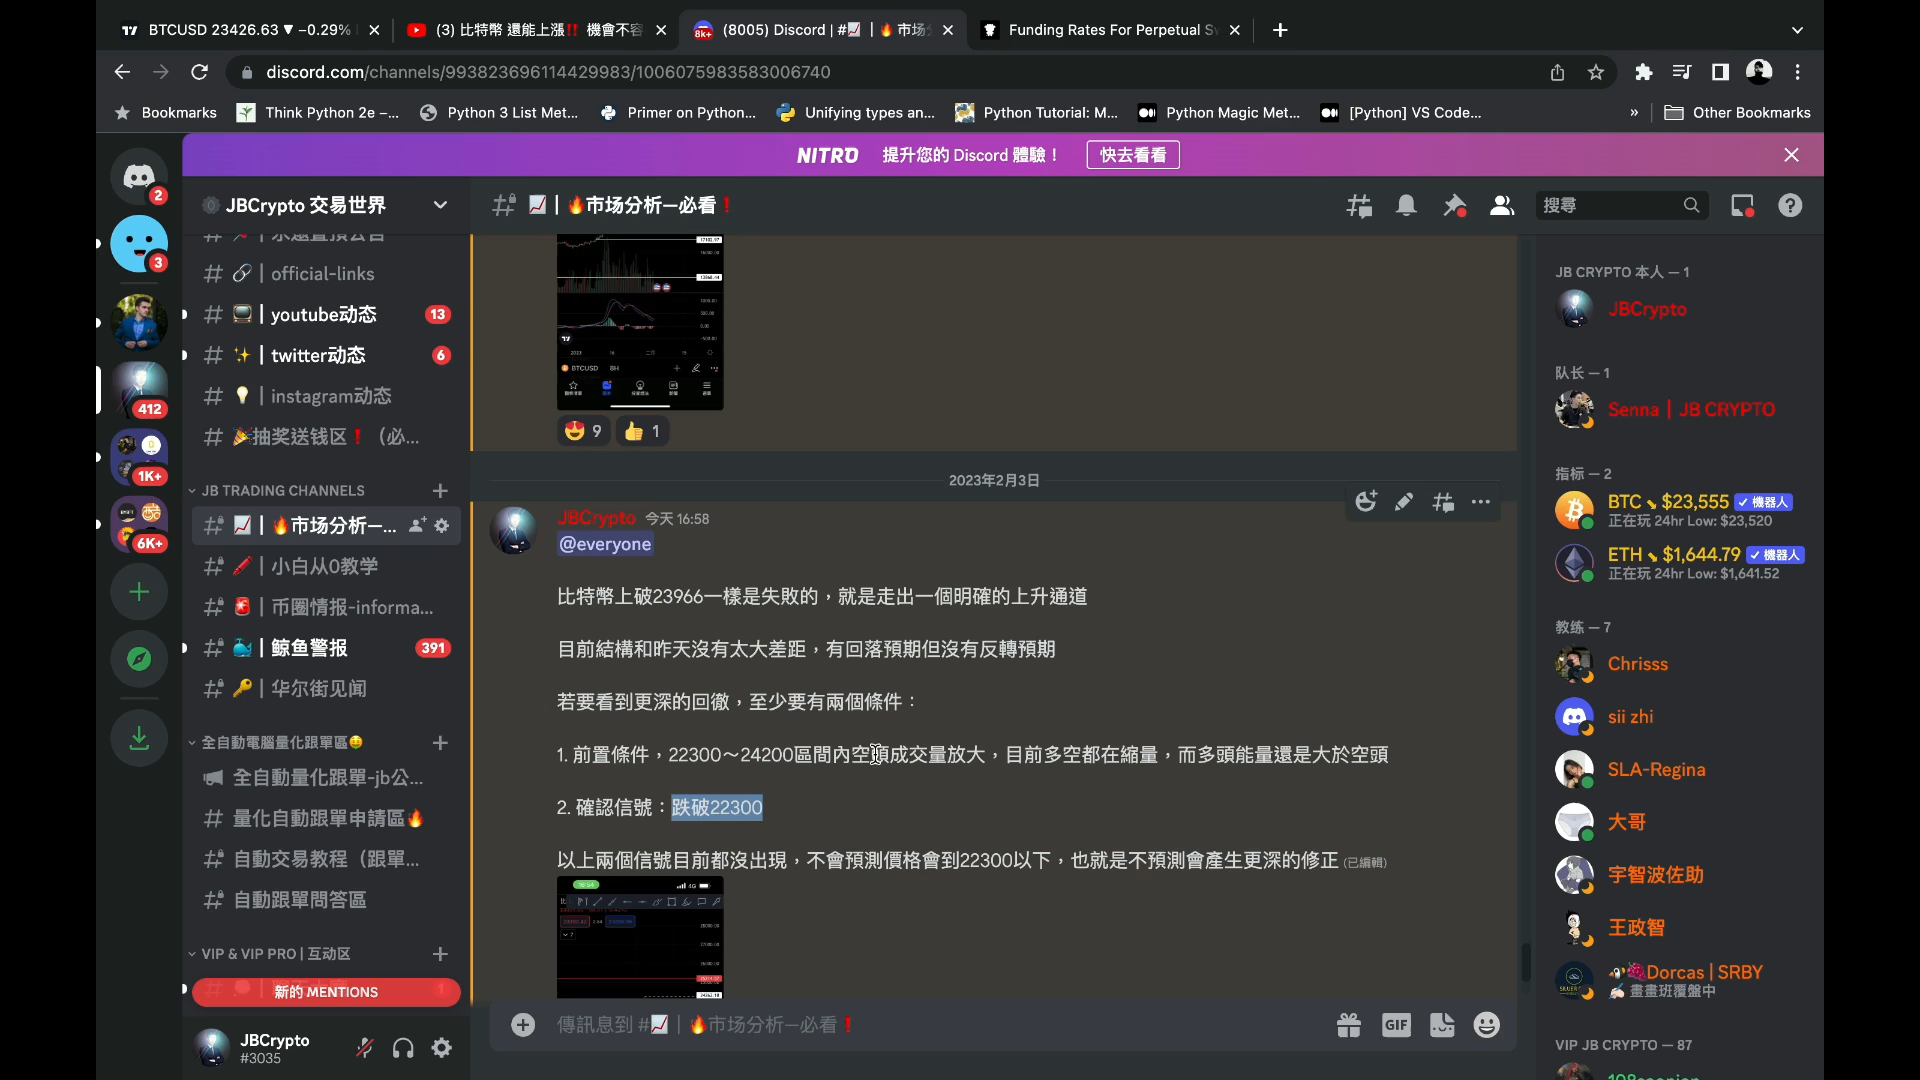 BTCUSD 23426.63 ▼ −0.29%
(3) 比特幣 還能上漲‼️ 機會不容
(8005) Discord | #📈 | 🔥市场分
Funding Rates For Perpetual Sw
discord.com/channels/993823696114429983/1006075983583006740
Bookmarks
Think Python 2e –...
Python 3 List Met...
Primer on Python...
Unifying types an...
Python Tutorial: M...
Python Magic Met...
[Python] VS Code...
»
Other Bookmarks
NITRO 提升您的 Discord 體驗！ 快去看看
JBCrypto 交易世界
# 📈 | 🔥市场分析—必看❗
搜尋
2
3
412
1K+
8k+
6K+
# 🔗 | official-links
# 📺 | youtube动态 13
# ✨ | twitter动态 6
# 💡 | instagram动态
# 🎉抽奖送钱区❗（必...
JB TRADING CHANNELS
# 📈 | 🔥市场分析—...
# 🧨 | 小白从0教学
# 🚨 | 币圈情报-informa...
# 🐳 | 鲸鱼警报 391
# 🔑 | 华尔街见闻
全自動電腦量化跟單區🤑
全自動量化跟單-jb公...
# 量化自動跟單申請區🔥
# 自動交易教程（跟單...
# 自動跟單問答區
VIP & VIP PRO | 互动区
新的 MENTIONS
1
JBCrypto
#3035
BTCUSD 8H
😍 9 👍 1
2023年2月3日
JBCrypto 今天 16:58
@everyone
比特幣上破23966一樣是失敗的，就是走出一個明確的上升通道
目前結構和昨天沒有太大差距，有回落預期但沒有反轉預期
若要看到更深的回徹，至少要有兩個條件：
1. 前置條件，22300～24200區間內空頭成交量放大，目前多空都在縮量，而多頭能量還是大於空頭
2. 確認信號：跌破22300
以上兩個信號目前都沒出現，不會預測價格會到22300以下，也就是不預測會產生更深的修正 (已編輯)
傳訊息到 #📈 | 🔥市场分析—必看❗
GIF
JB CRYPTO 本人 — 1
JBCrypto
队长 — 1
Senna | JB CRYPTO
指标 — 2
BTC ⬊ $23,555 ✓ 機器人
正在玩 24hr Low: $23,520
ETH ⬊ $1,644.79 ✓ 機器人
正在玩 24hr Low: $1,641.52
教练 — 7
Chrisss
sii zhi
SLA-Regina
大哥
宇智波佐助
王政智
Dorcas | SRBY
畫畫班覆盤中
VIP JB CRYPTO — 87